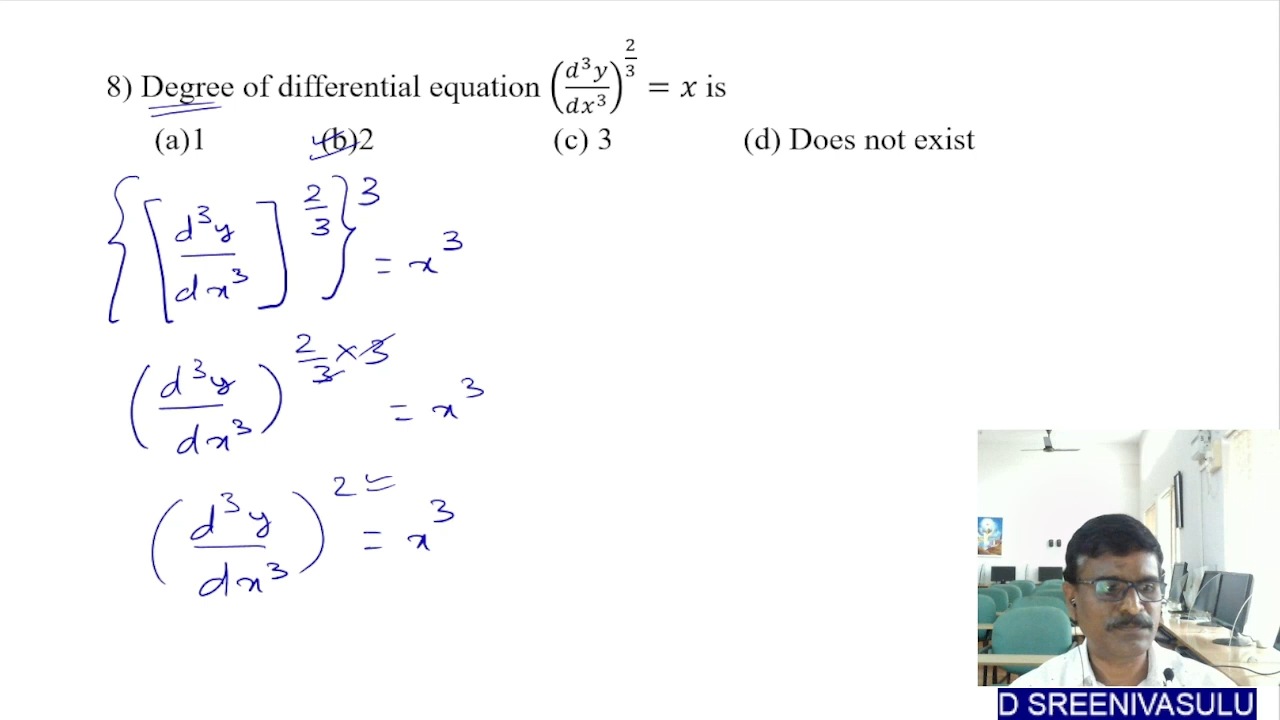 8) Degree of differential equation (d³y/dx³)^(2/3) = x is
(a)1 (b)2 (c) 3 (d) Does not exist
{[d³y/dx³]^(2/3)}³ = x³
(d³y/dx³)^(2/3 × 3) = x³
(d³y/dx³)² = x³
D SREENIVASULU